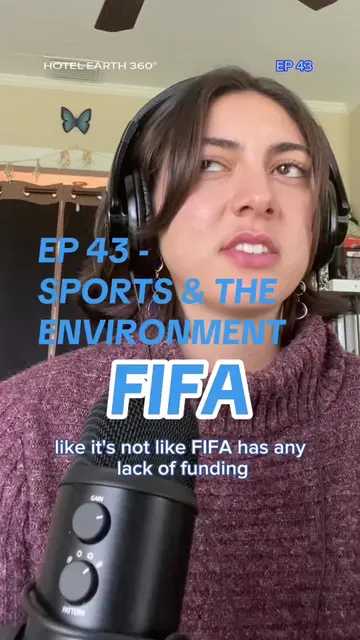 HOTEL EARTH 360°
EP 43
EP 43 -
SPORTS & THE
ENVIRONMENT
FIFA
like it's not like FIFA has any
lack of funding
GAIN
PATTERN